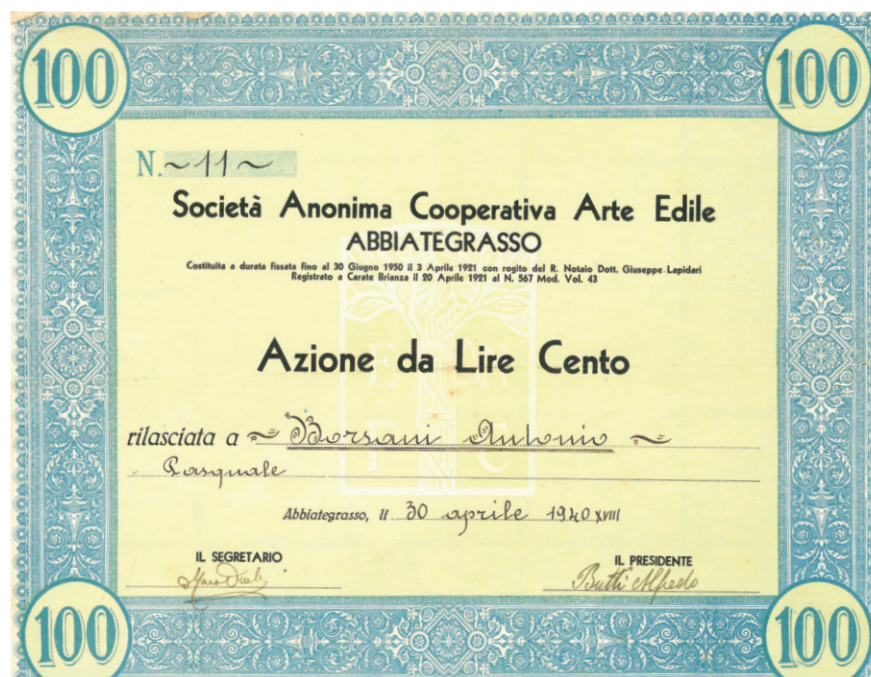 100 100
N. ~ 11 ~
Società Anonima Cooperativa Arte Edile
ABBIATEGRASSO
Costituita a durata fissata fino al 30 Giugno 1950 il 3 Aprile 1921 con rogito del R. Notaio Dott. Giuseppe Lapidari
Registrato a Carate Brianza il 20 Aprile 1921 al N. 567 Mod. Vol. 43
Azione da Lire Cento
rilasciata a ~ Borsani Antonio ~
Pasquale
Abbiategrasso, li 30 aprile 1940 XVIII
IL SEGRETARIO IL PRESIDENTE
Butti Alfredo
100 100